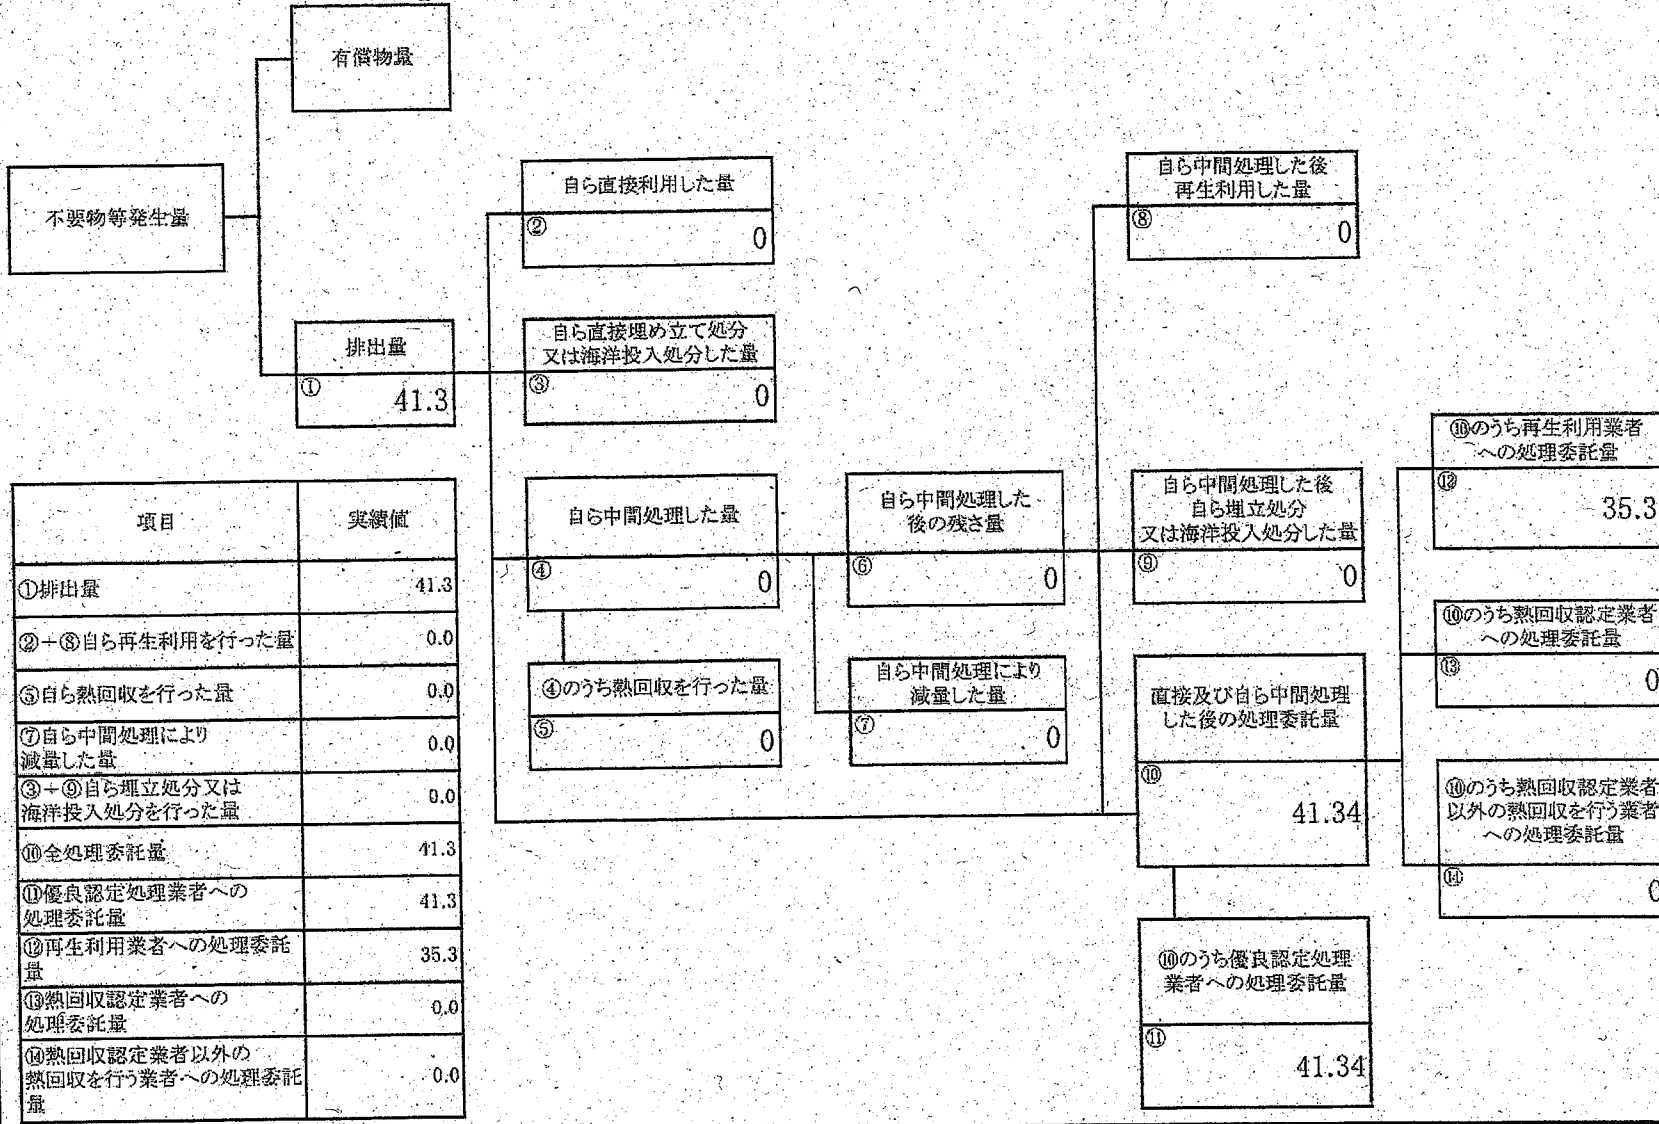 有償物量
不要物等発生量
排出量
①
41.3
自ら直接利用した量
②
0
自ら直接埋め立て処分
又は海洋投入処分した量
③
0
自ら中間処理した量
④
0
④のうち熱回収を行った量
⑤
0
自ら中間処理した
後の残さ量
⑥
0
自ら中間処理により
減量した量
⑦
0
自ら中間処理した後
再生利用した量
⑧
0
自ら中間処理した後
自ら埋立処分
又は海洋投入処分した量
⑨
0
直接及び自ら中間処理
した後の処理委託量
⑩
41.34
⑩のうち優良認定処理
業者への処理委託量
⑪
41.34
⑩のうち再生利用業者
への処理委託量
⑫
35.3
⑩のうち熱回収認定業者
への処理委託量
⑬
0
⑩のうち熱回収認定業者
以外の熱回収を行う業者
への処理委託量
⑭
0
項目 実績値
①排出量 41.3
②+⑧自ら再生利用を行った量 0.0
⑤自ら熱回収を行った量 0.0
⑦自ら中間処理により
減量した量 0.0
③+⑨自ら埋立処分又は
海洋投入処分を行った量 0.0
⑩全処理委託量 41.3
⑪優良認定処理業者への
処理委託量 41.3
⑫再生利用業者への処理委託
量 35.3
⑬熱回収認定業者への
処理委託量 0.0
⑭熱回収認定業者以外の
熱回収を行う業者への処理委託
量 0.0